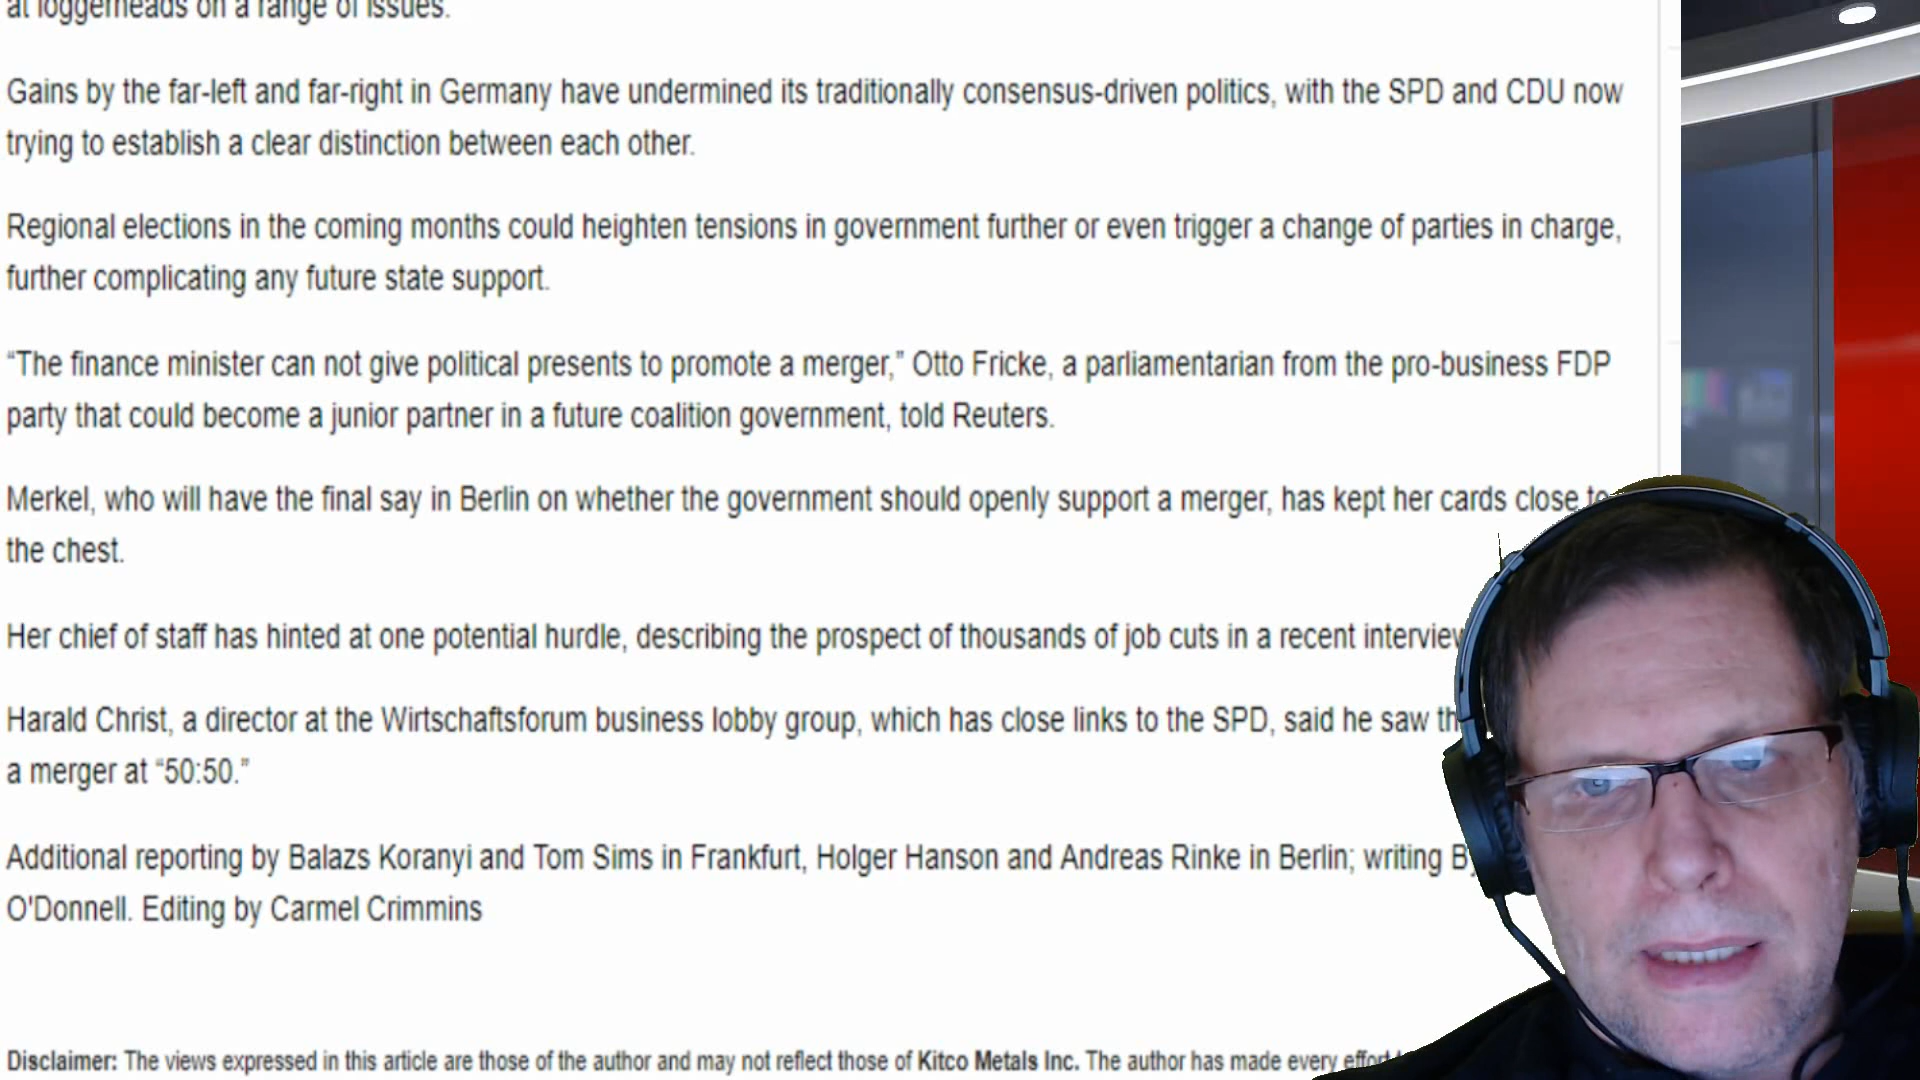 at loggerheads on a range of issues.
Gains by the far-left and far-right in Germany have undermined its traditionally consensus-driven politics, with the SPD and CDU now
trying to establish a clear distinction between each other.
Regional elections in the coming months could heighten tensions in government further or even trigger a change of parties in charge,
further complicating any future state support.
“The finance minister can not give political presents to promote a merger,” Otto Fricke, a parliamentarian from the pro-business FDP
party that could become a junior partner in a future coalition government, told Reuters.
Merkel, who will have the final say in Berlin on whether the government should openly support a merger, has kept her cards close to
the chest.
Her chief of staff has hinted at one potential hurdle, describing the prospect of thousands of job cuts in a recent interview
Harald Christ, a director at the Wirtschaftsforum business lobby group, which has close links to the SPD, said he saw
a merger at “50:50.”
Additional reporting by Balazs Koranyi and Tom Sims in Frankfurt, Holger Hanson and Andreas Rinke in Berlin; writing
O'Donnell. Editing by Carmel Crimmins
Disclaimer: The views expressed in this article are those of the author and may not reflect those of Kitco Metals Inc. The author has made every effort